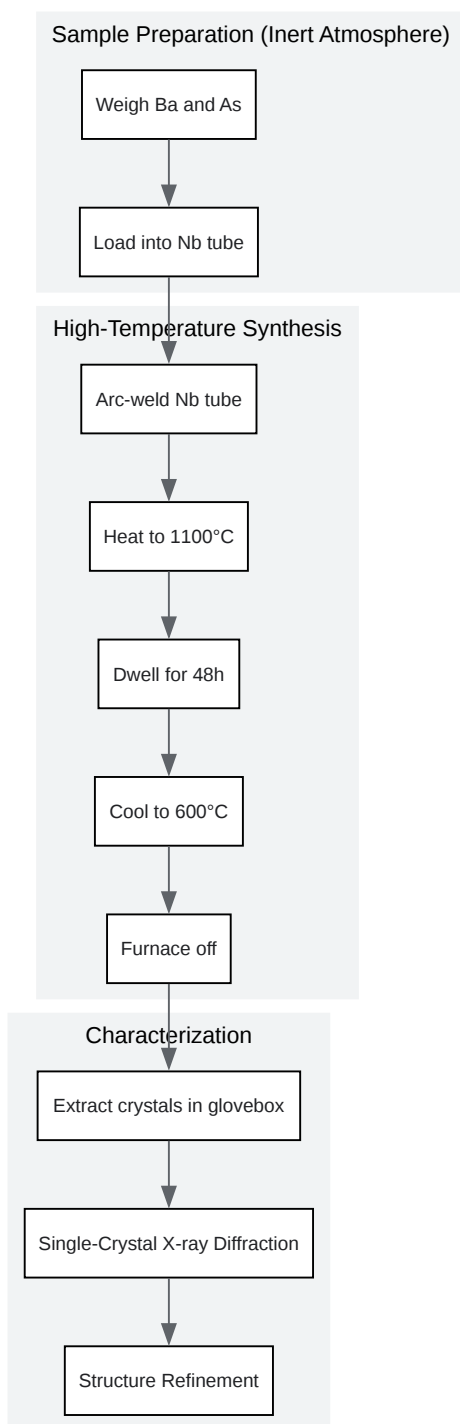 Sample Preparation (Inert Atmosphere)
Weigh Ba and As
Load into Nb tube
High-Temperature Synthesis
Arc-weld Nb tube
Heat to 1100°C
Dwell for 48h
Cool to 600°C
Furnace off
Characterization
Extract crystals in glovebox
Single-Crystal X-ray Diffraction
Structure Refinement